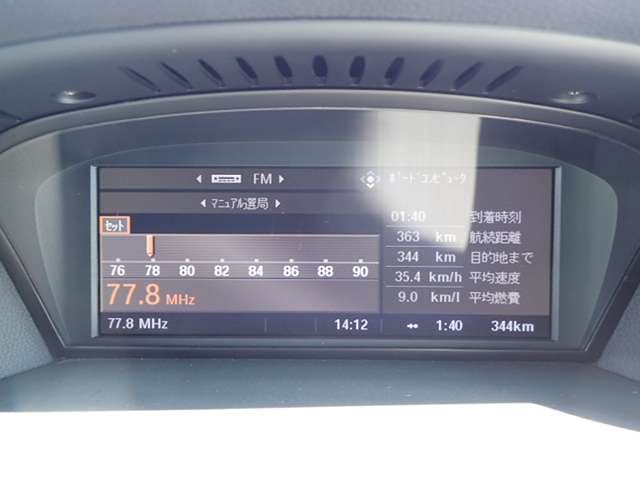 FM
ボードコンピュータ
マニュアル選局
セット
76 78 80 82 84 86 88 90
77.8 MHz
01:40 到着時刻
363 km 航続距離
344 km 目的地まで
35.4 km/h 平均速度
9.0 km/l 平均燃費
77.8 MHz 14:12 1:40 344km